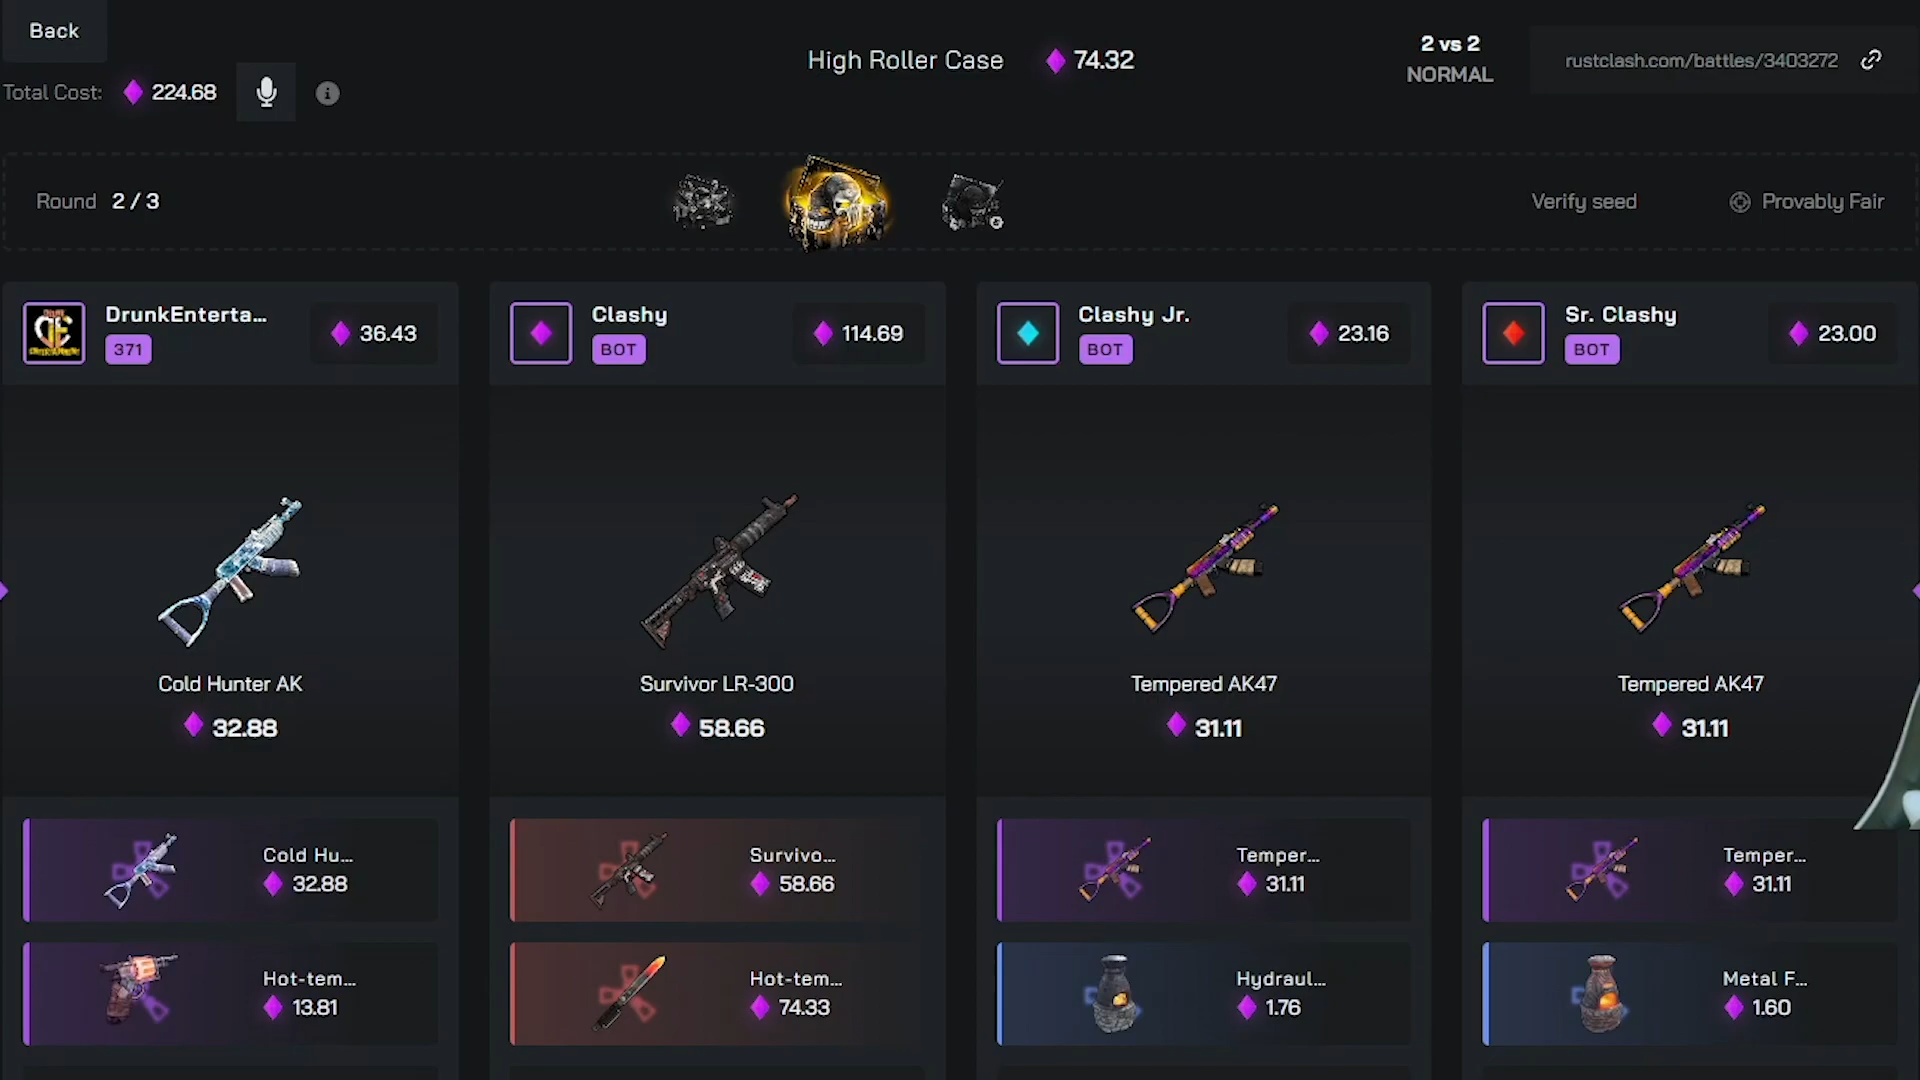 Back
Total Cost: 224.68
High Roller Case 74.32
2 vs 2
NORMAL
rustclash.com/battles/3403272
Round 2 / 3
Verify seed
Provably Fair
DrunkEnterta...
371
36.43
Clashy
BOT
114.69
Clashy Jr.
BOT
23.16
Sr. Clashy
BOT
23.00
Cold Hunter AK
32.88
Survivor LR-300
58.66
Tempered AK47
31.11
Tempered AK47
31.11
Cold Hu...
32.88
Survivo...
58.66
Temper...
31.11
Temper...
31.11
Hot-tem...
13.81
Hot-tem...
74.33
Hydraul...
1.76
Metal F...
1.60